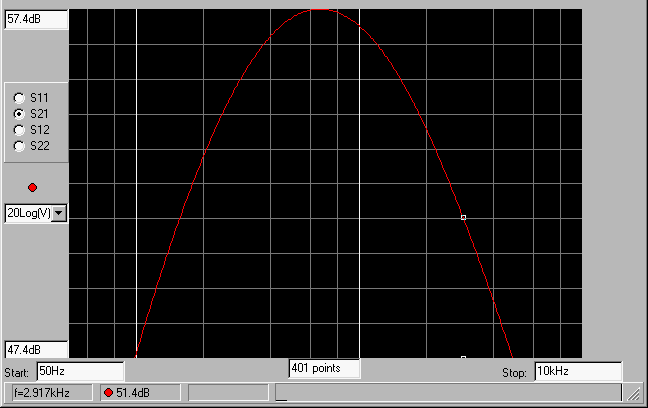 57.4dB
S11
S21
S12
S22
20Log(V)
47.4dB
Start: 50Hz
401 points
Stop: 10kHz
f=2.917kHz
51.4dB